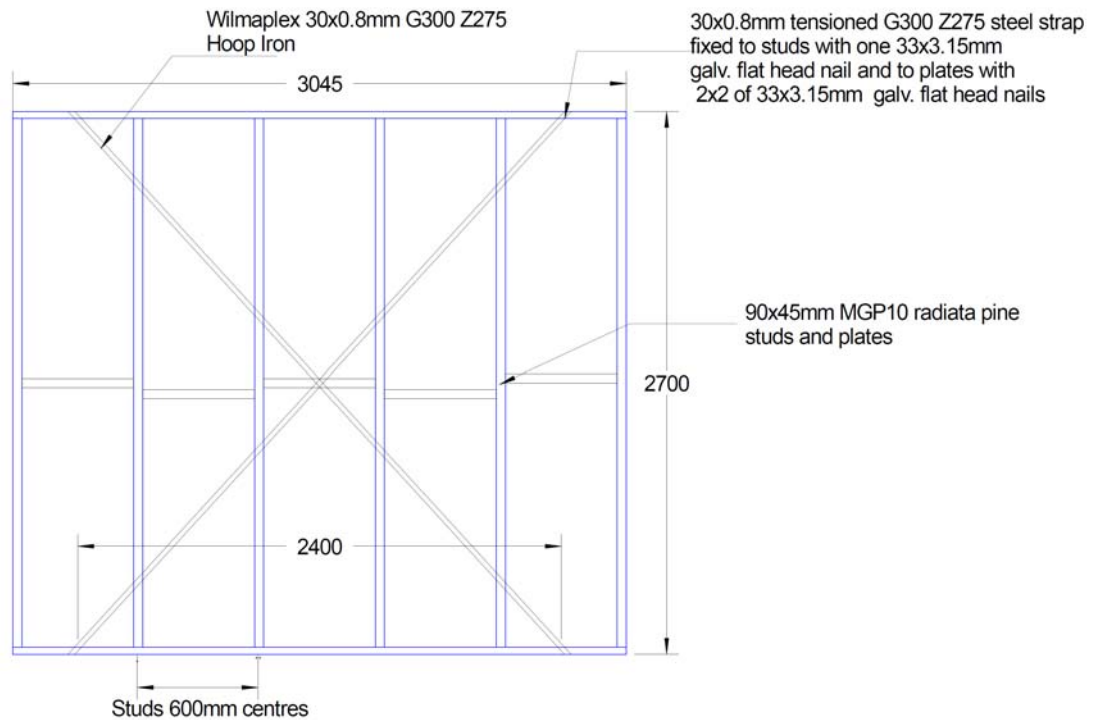 Wilmaplex 30x0.8mm G300 Z275
Hoop Iron
30x0.8mm tensioned G300 Z275 steel strap
fixed to studs with one 33x3.15mm
galv. flat head nail and to plates with
2x2 of 33x3.15mm galv. flat head nails
3045
90x45mm MGP10 radiata pine
studs and plates
2700
2400
Studs 600mm centres